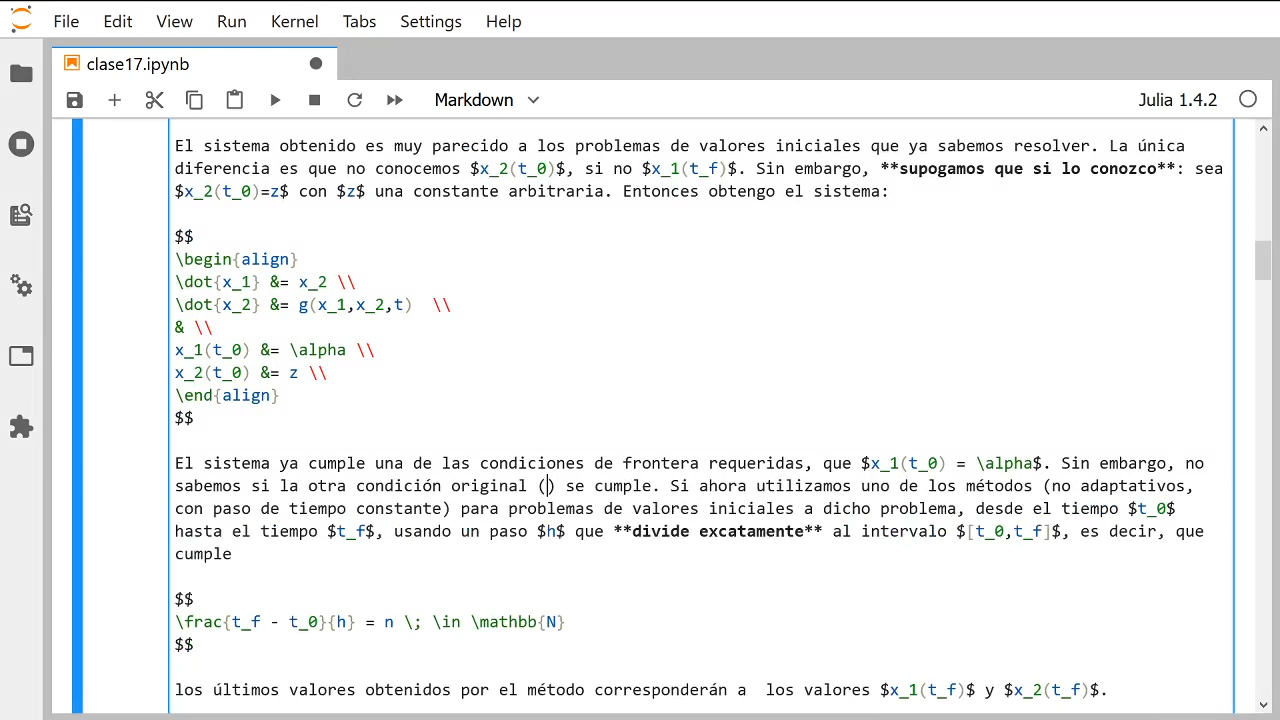 File Edit View Run Kernel Tabs Settings Help
clase17.ipynb
Markdown Julia 1.4.2
El sistema obtenido es muy parecido a los problemas de valores iniciales que ya sabemos resolver. La única
diferencia es que no conocemos $x_2(t_0)$, si no $x_1(t_f)$. Sin embargo, **supogamos que si lo conozco**: sea
$x_2(t_0)=z$ con $z$ una constante arbitraria. Entonces obtengo el sistema:
$$
\begin{align}
\dot{x_1} &= x_2 \\
\dot{x_2} &= g(x_1,x_2,t)  \\
& \\
x_1(t_0) &= \alpha \\
x_2(t_0) &= z \\
\end{align}
$$
El sistema ya cumple una de las condiciones de frontera requeridas, que $x_1(t_0) = \alpha$. Sin embargo, no
sabemos si la otra condición original () se cumple. Si ahora utilizamos uno de los métodos (no adaptativos,
con paso de tiempo constante) para problemas de valores iniciales a dicho problema, desde el tiempo $t_0$
hasta el tiempo $t_f$, usando un paso $h$ que **divide excatamente** al intervalo $[t_0,t_f]$, es decir, que
cumple
$$
\frac{t_f - t_0}{h} = n \; \in \mathbb{N}
$$
los últimos valores obtenidos por el método corresponderán a  los valores $x_1(t_f)$ y $x_2(t_f)$.